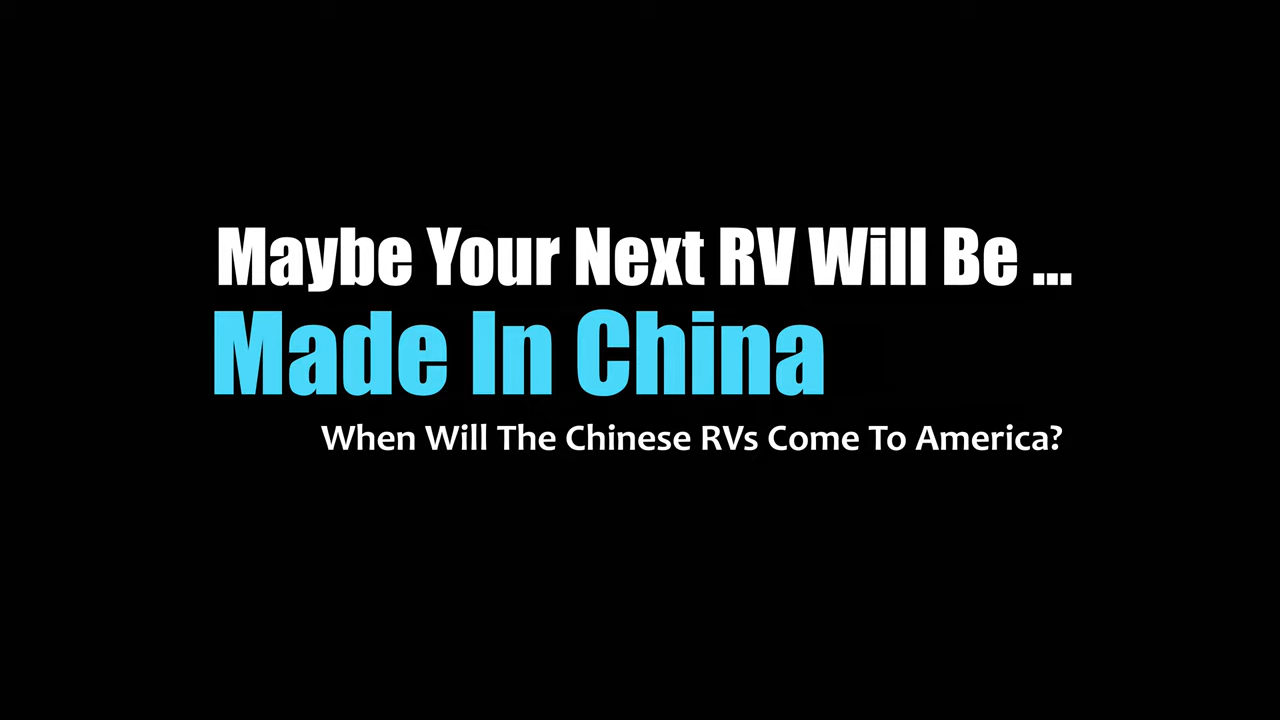 Maybe Your Next RV Will Be ...
Made In China
When Will The Chinese RVs Come To America?